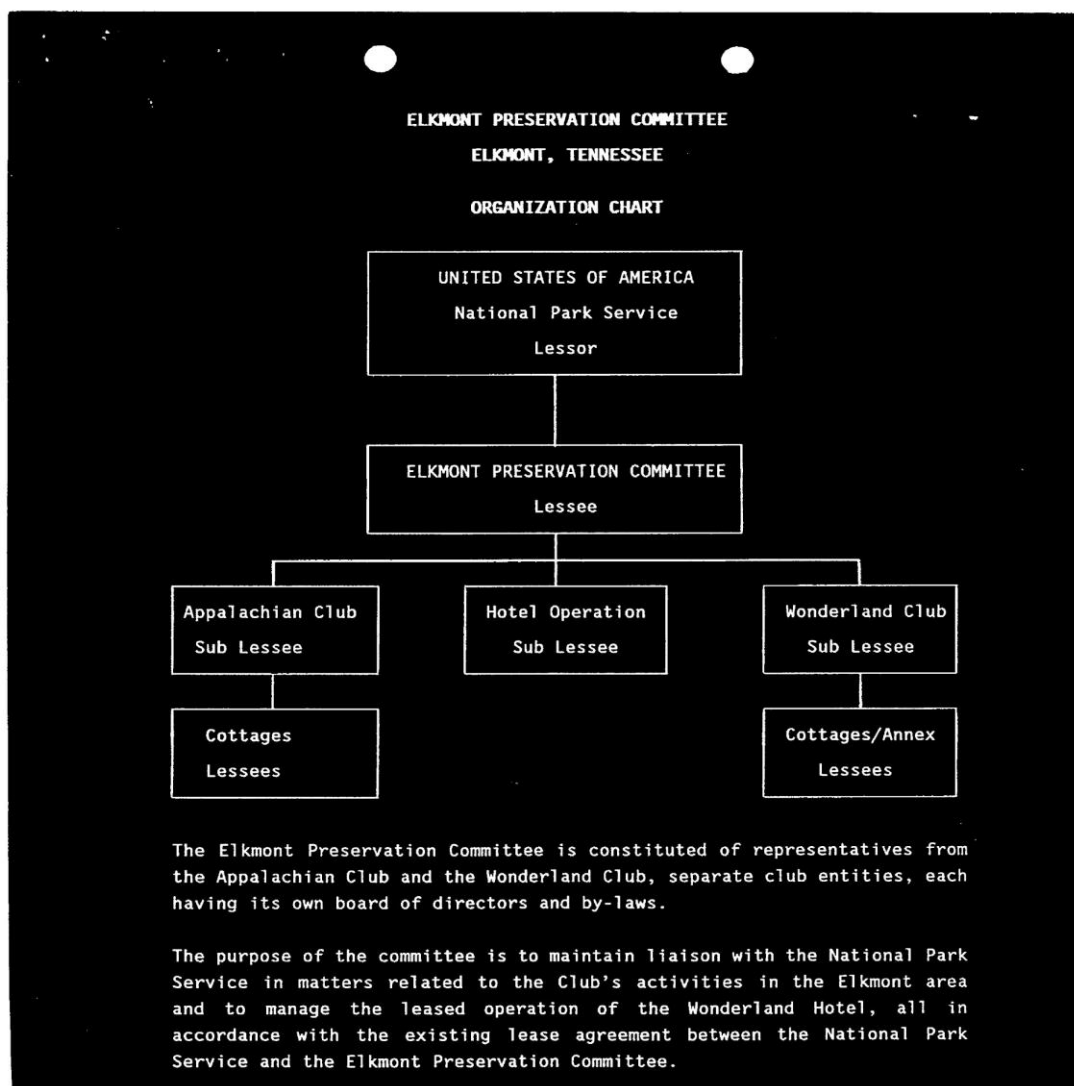 ELKMONT PRESERVATION COMMITTEE
ELKMONT, TENNESSEE
ORGANIZATION CHART
UNITED STATES OF AMERICA
National Park Service
Lessor
ELKMONT PRESERVATION COMMITTEE
Lessee
Appalachian Club
Sub Lessee
Hotel Operation
Sub Lessee
Wonderland Club
Sub Lessee
Cottages
Lessees
Cottages/Annex
Lessees
The Elkmont Preservation Committee is constituted of representatives from
the Appalachian Club and the Wonderland Club, separate club entities, each
having its own board of directors and by-laws.
The purpose of the committee is to maintain liaison with the National Park
Service in matters related to the Club's activities in the Elkmont area
and to manage the leased operation of the Wonderland Hotel, all in
accordance with the existing lease agreement between the National Park
Service and the Elkmont Preservation Committee.